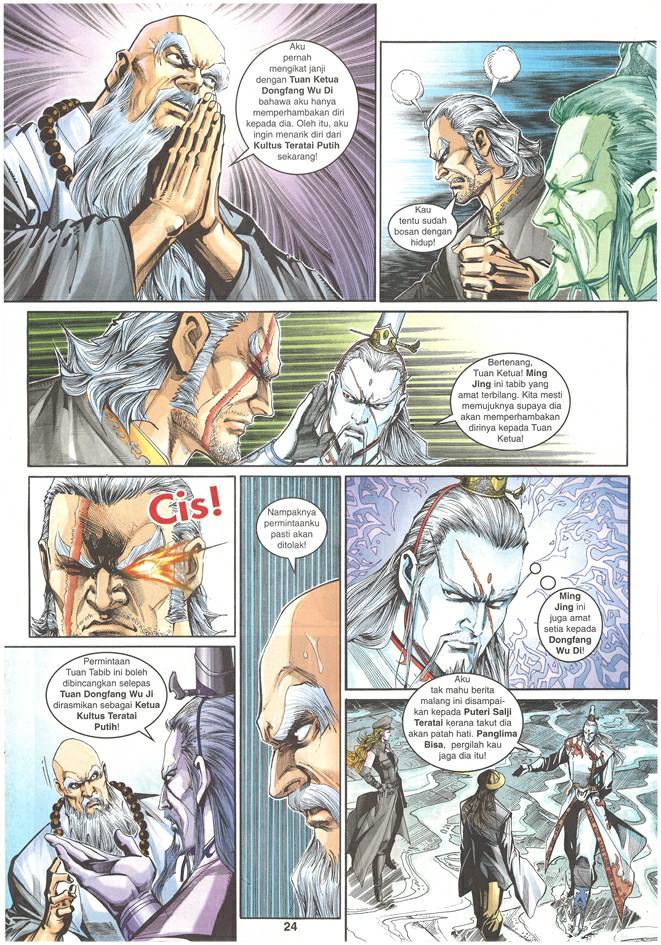 Aku
pernah
mengikat janji
dengan Tuan Ketua
Dongfang Wu Di
bahawa aku hanya
memperhambakan diri
kepada dia. Oleh itu, aku
ingin menarik diri dari
Kultus Teratai Putih
sekarang!
Kau
tentu sudah
bosan dengan
hidup!
Bertenang,
Tuan Ketua! Ming
Jing ini tabib yang
amat terbilang. Kita mesti
memujuknya supaya dia
akan memperhambakan
dirinya kepada Tuan
Ketua!
Cis!
Nampaknya
permintaanku
pasti akan
ditolak!
Ming
Jing ini
juga amat
setia kepada
Dongfang
Wu Di!
Permintaan
Tuan Tabib ini boleh
dibincangkan selepas
Tuan Dongfang Wu Ji
dirasmikan sebagai Ketua
Kultus Teratai
Putih!
Aku
tak mahu berita
malang ini disampai-
kan kepada Puteri Salji
Teratai kerana takut dia
akan patah hati. Panglima
Bisa, pergilah kau
jaga dia itu!
24